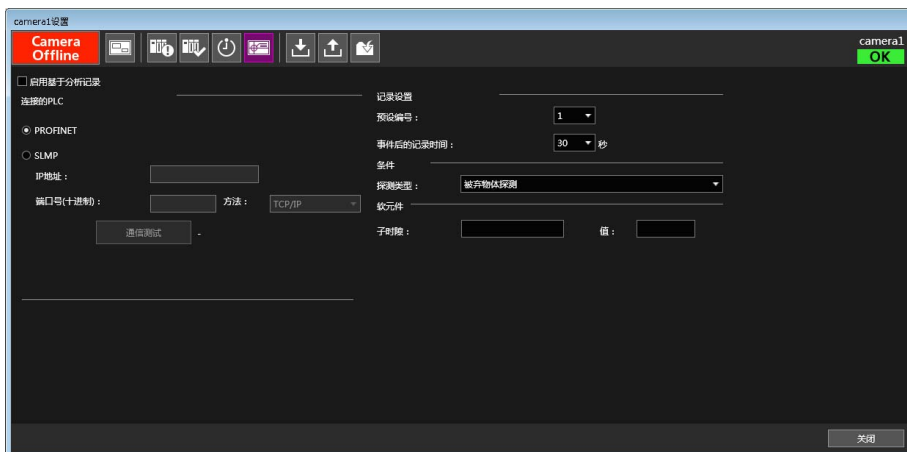 camera1设置
Camera
Offline
camera1
OK
启用基于分析记录
连接的PLC
PROFINET
SLMP
IP地址：
端口号(十进制)：
方法：
TCP/IP
通信测试
-
记录设置
预设编号：
1
事件后的记录时间：
30
秒
条件
探测类型：
被弃物体探测
软元件
子时隙：
值：
关闭